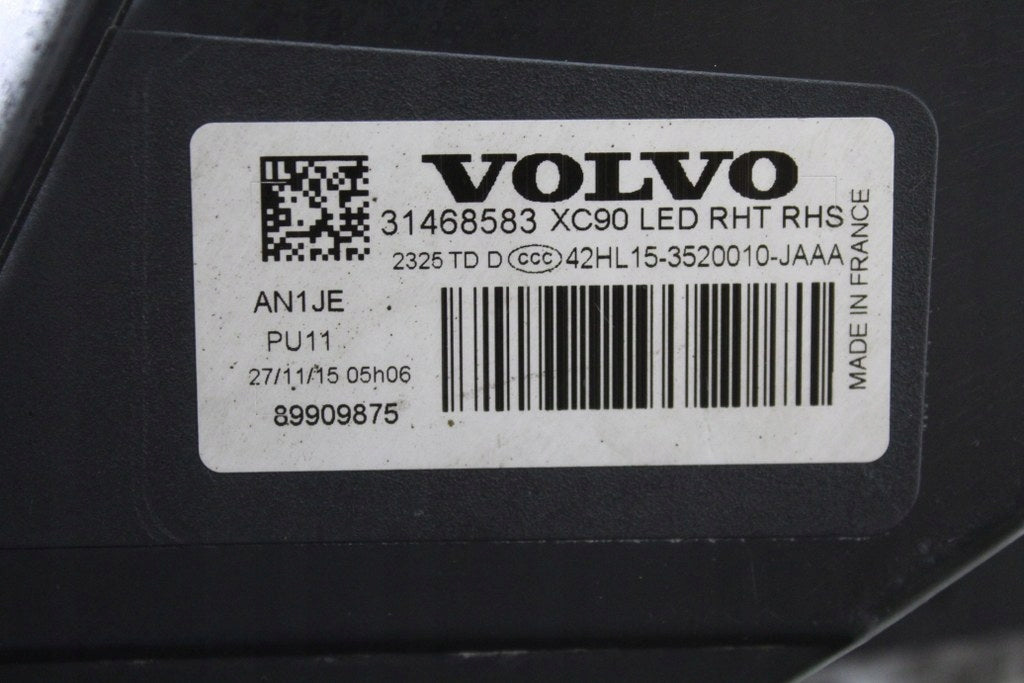 VOLVO
31468583 XC90 LED RHT RHS
2325 TD D CCC 42HL15-3520010-JAAA
AN1JE
PU11
27/11/15 05h06
89909875
MADE IN FRANCE